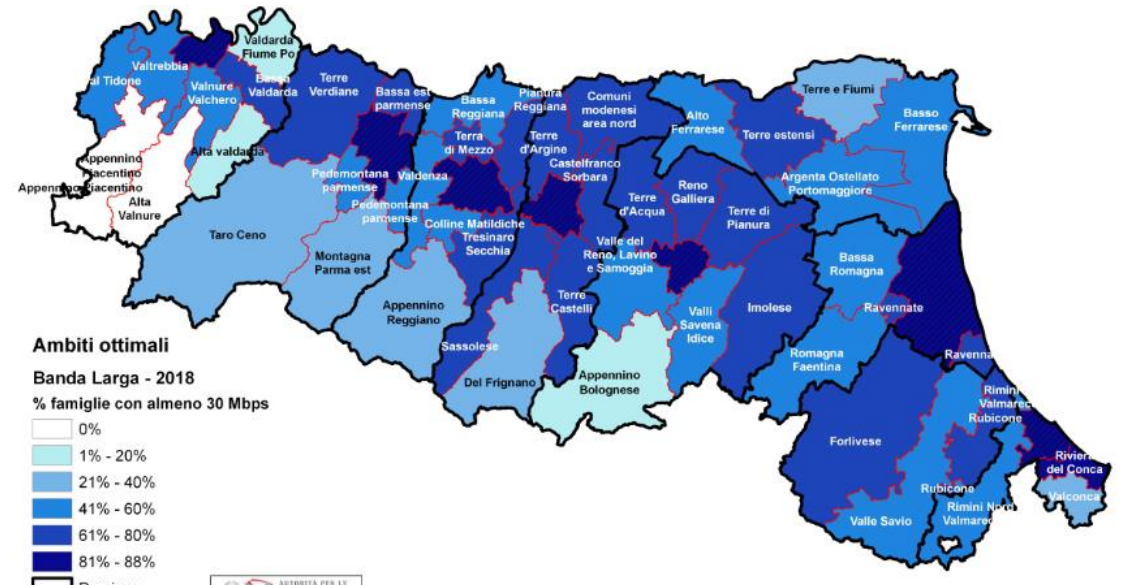 Valdarda
Fiume Po
Valtrebbia
al Tidone
Valnure
Valchero
Bassa
Valdarda
Terre
Verdiane
Bassa est
parmense
Alta valdarda
Appennino
Piacentino
Appennino Piacentino
Alta
Valnure
Taro Ceno
Pedemontana
parmense
Pedemontana
parmense
Montagna
Parma est
Valdenza
Bassa
Reggiana
Terra
di Mezzo
Pianura
Reggiana
Terre
d'Argine
Comuni
modenesi
area nord
Castelfranco
Sorbara
Colline Matildiche
Tresinaro
Secchia
Appennino
Reggiano
Sassolese
Del Frignano
Terre
Castelli
Valle del
Reno, Lavino
e Samoggia
Terre
d'Acqua
Reno
Galliera
Terre di
Pianura
Appennino
Bolognese
Valli
Savena
Idice
Imolese
Alto
Ferrarese
Terre estensi
Terre e Fiumi
Basso
Ferrarese
Argenta Ostellato
Portomaggiore
Bassa
Romagna
Ravennate
Ravenna
Romagna
Faentina
Forlivese
Rimini
Valmarec
Rubicone
Rubicone
Valle Savio
Rimini Nord
Valmarec
Riviera
del Conca
Valconca
Ambiti ottimali
Banda Larga - 2018
% famiglie con almeno 30 Mbps
0%
1% - 20%
21% - 40%
41% - 60%
61% - 80%
81% - 88%